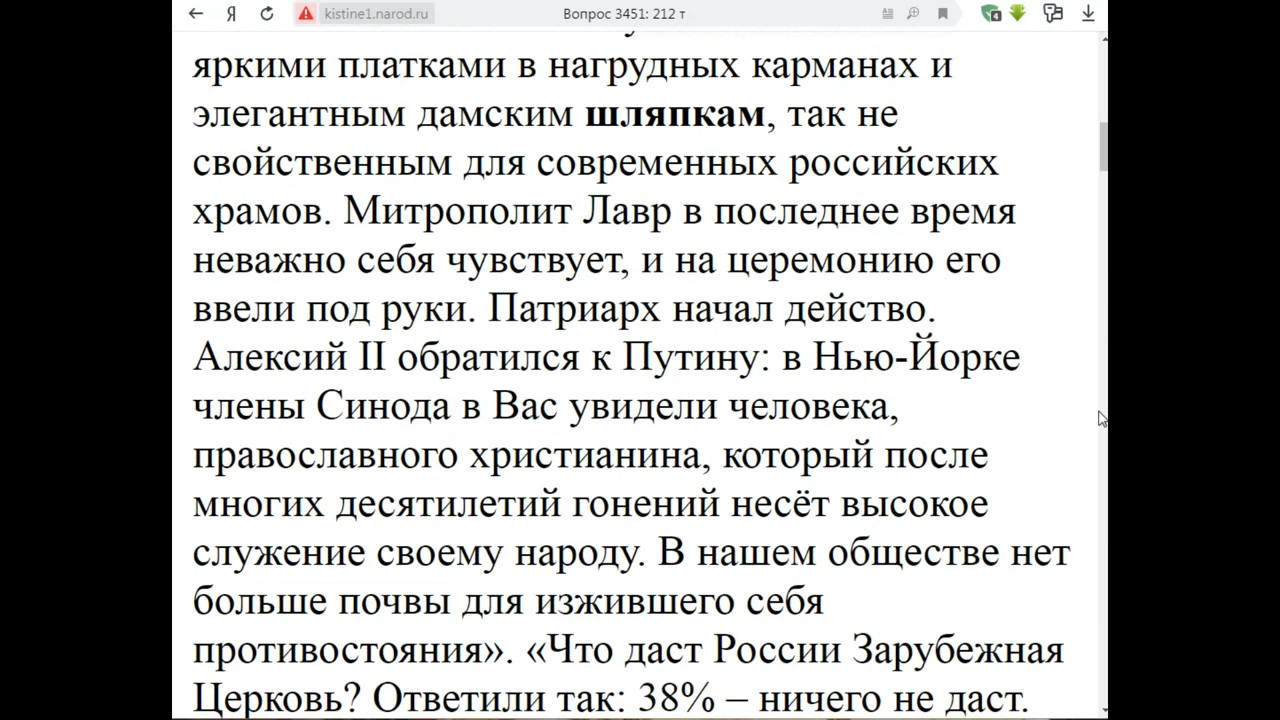 kistine1.narod.ru
Вопрос 3451: 212 т
яркими платками в нагрудных карманах и
элегантным дамским шляпкам, так не
свойственным для современных российских
храмов. Митрополит Лавр в последнее время
неважно себя чувствует, и на церемонию его
ввели под руки. Патриарх начал действо.
Алексий II обратился к Путину: в Нью-Йорке
члены Синода в Вас увидели человека,
православного христианина, который после
многих десятилетий гонений несёт высокое
служение своему народу. В нашем обществе нет
больше почвы для изжившего себя
противостояния». «Что даст России Зарубежная
Церковь? Ответили так: 38% – ничего не даст.